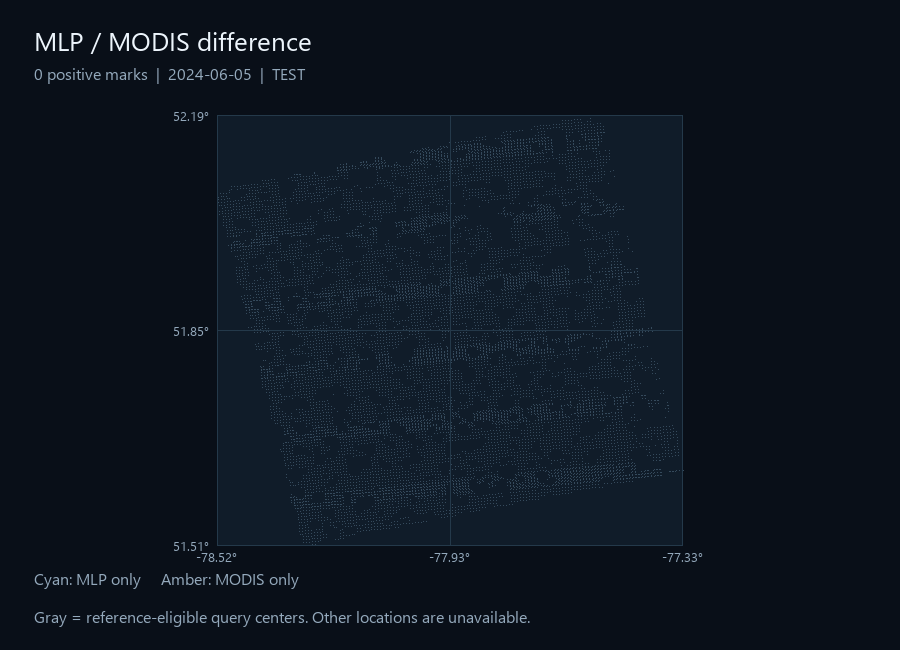 MLP / MODIS difference
0 positive marks | 2024-06-05 | TEST
52.19°
51.85°
51.51°
-78.52°
-77.93°
-77.33°
Cyan: MLP only Amber: MODIS only
Gray = reference-eligible query centers. Other locations are unavailable.